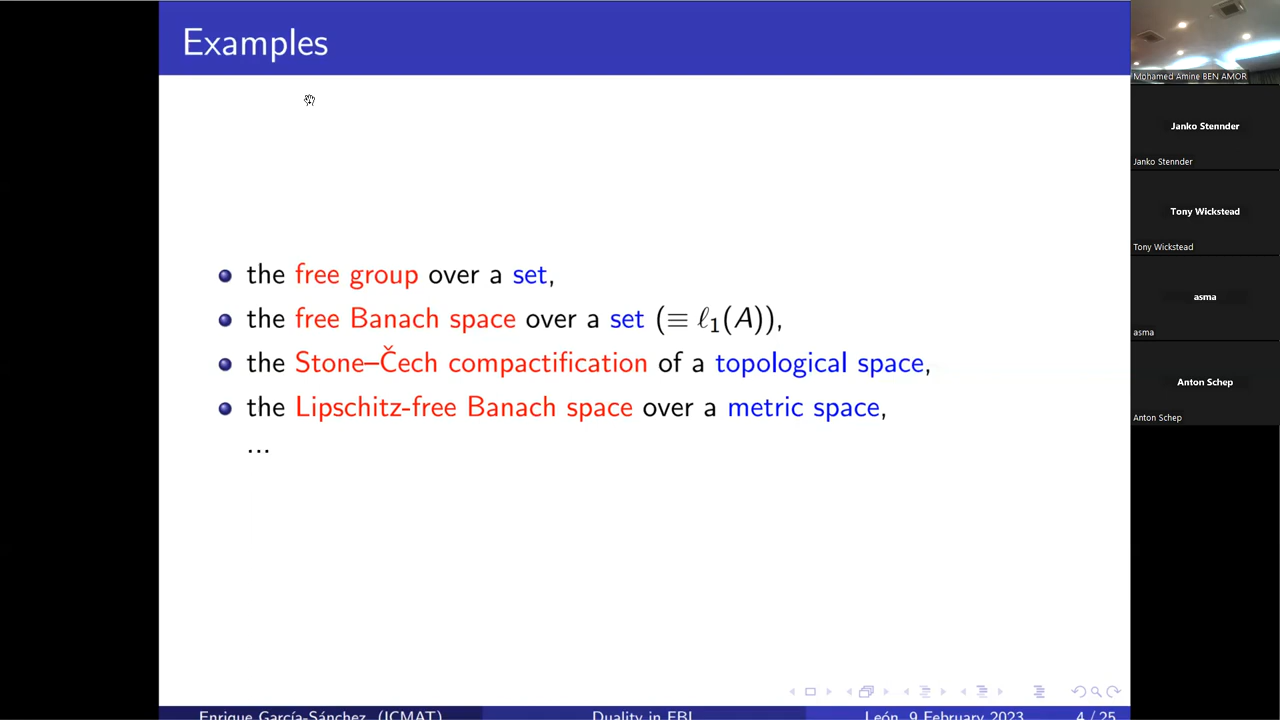 Examples
the free group over a set,
the free Banach space over a set (≡ ℓ₁(A)),
the Stone–Čech compactification of a topological space,
the Lipschitz-free Banach space over a metric space,
...
Enrique García-Sánchez (ICMAT) Duality in FBL León, 9 February 2023 4 / 25
Mohamed Amine BEN AMOR
Janko Stennder
Janko Stennder
Tony Wickstead
Tony Wickstead
asma
asma
Anton Schep
Anton Schep